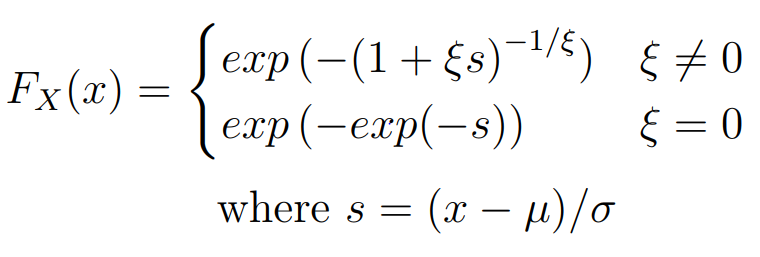 F_X(x) = { exp (−(1 + ξs)^{−1/ξ}) ξ ≠ 0
exp (−exp(−s)) ξ = 0
where s = (x − μ)/σ